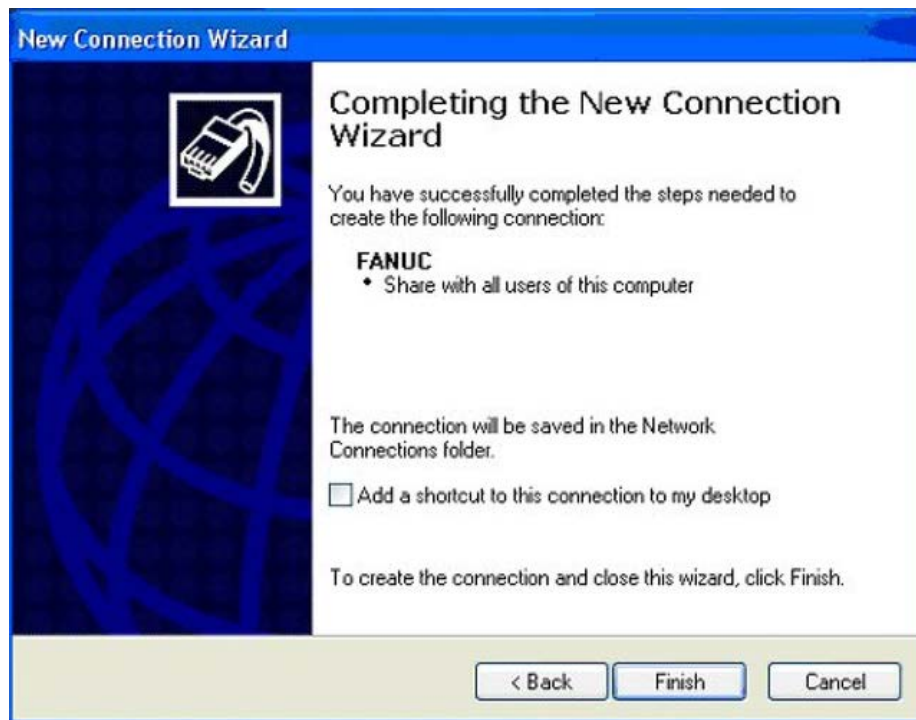 New Connection Wizard
Completing the New Connection
Wizard
You have successfully completed the steps needed to
create the following connection:
FANUC
• Share with all users of this computer
The connection will be saved in the Network
Connections folder.
Add a shortcut to this connection to my desktop
To create the connection and close this wizard, click Finish.
< Back Finish Cancel